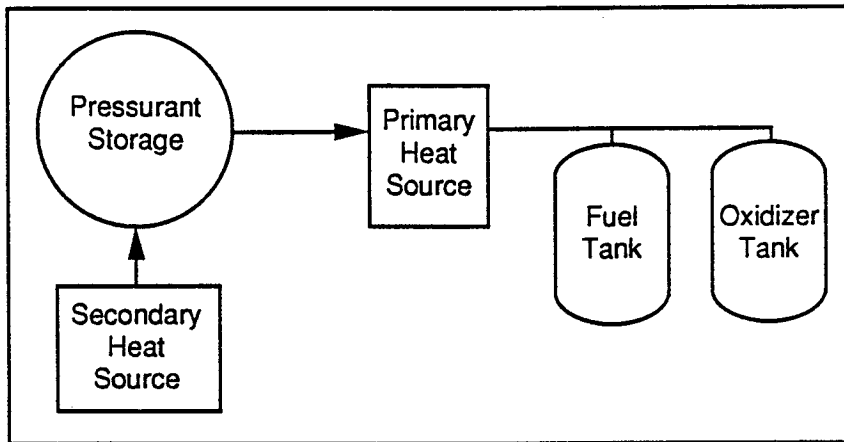 Pressurant
Storage
Primary
Heat
Source
Fuel
Tank
Oxidizer
Tank
Secondary
Heat
Source